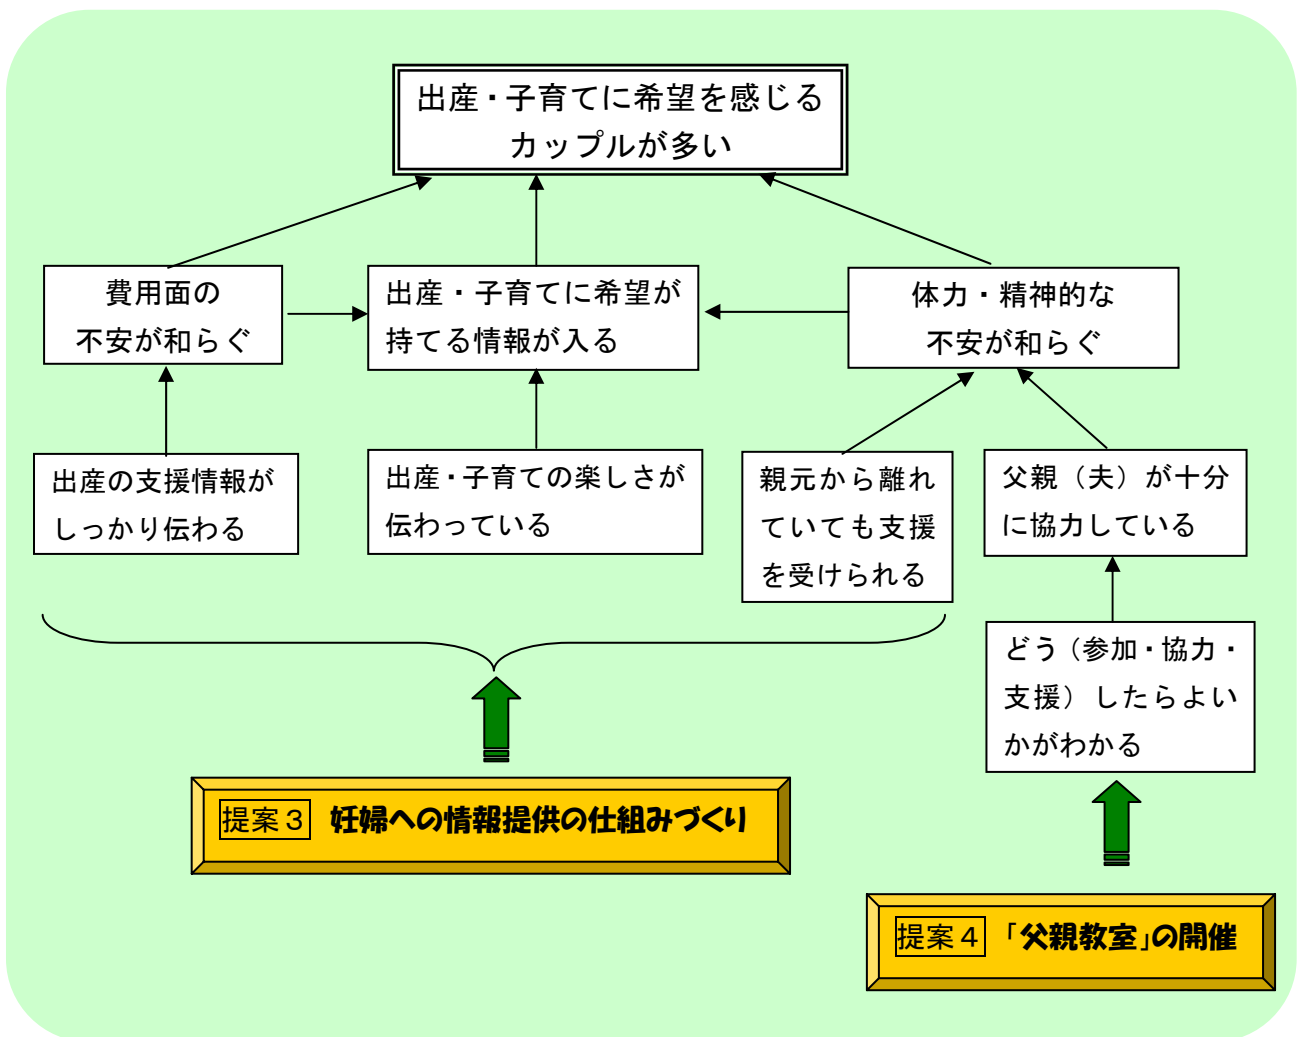 出産・子育てに希望を感じる
カップルが多い
費用面の
不安が和らぐ
出産・子育てに希望が
持てる情報が入る
体力・精神的な
不安が和らぐ
出産の支援情報が
しっかり伝わる
出産・子育ての楽しさが
伝わっている
親元から離れ
ていても支援
を受けられる
父親（夫）が十分
に協力している
どう（参加・協力・
支援）したらよい
かがわかる
提案３ 妊婦への情報提供の仕組みづくり
提案４ 「父親教室」の開催